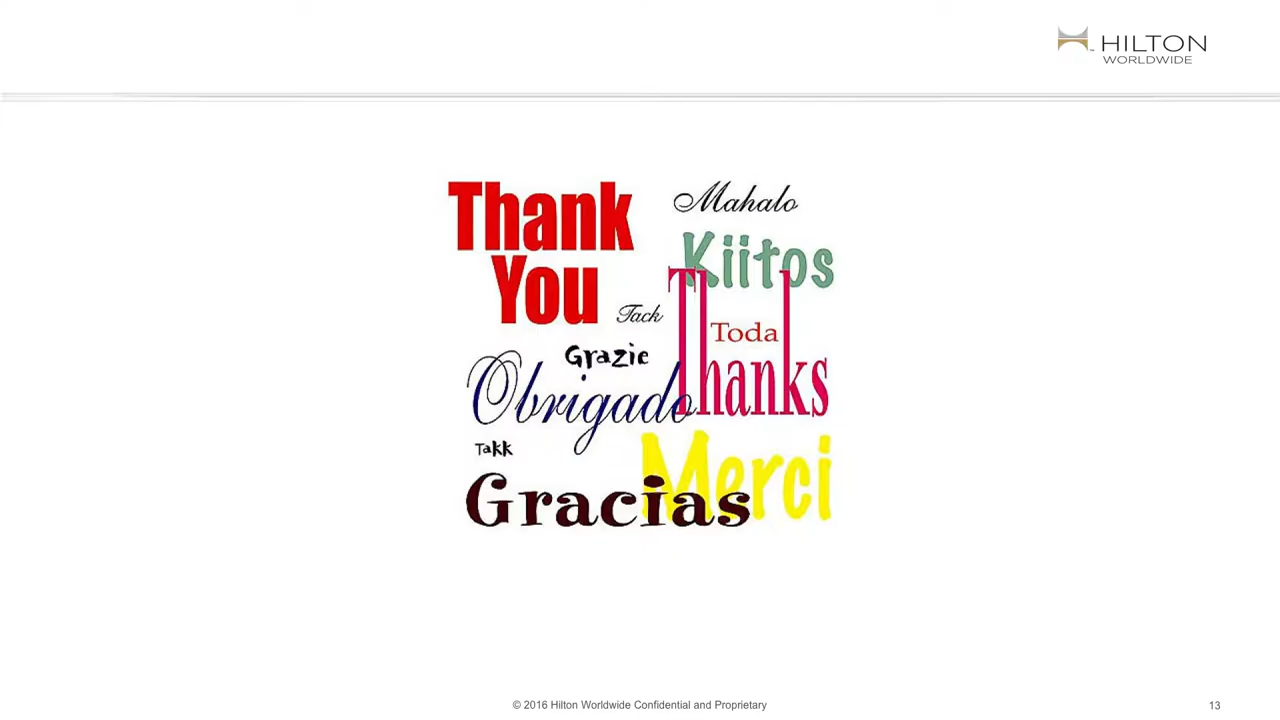 HILTON
WORLDWIDE
Thank
You
Mahalo
Kiitos
Tack
Toda
Thanks
Grazie
Obrigado
Takk
Merci
Gracias
© 2016 Hilton Worldwide Confidential and Proprietary
13